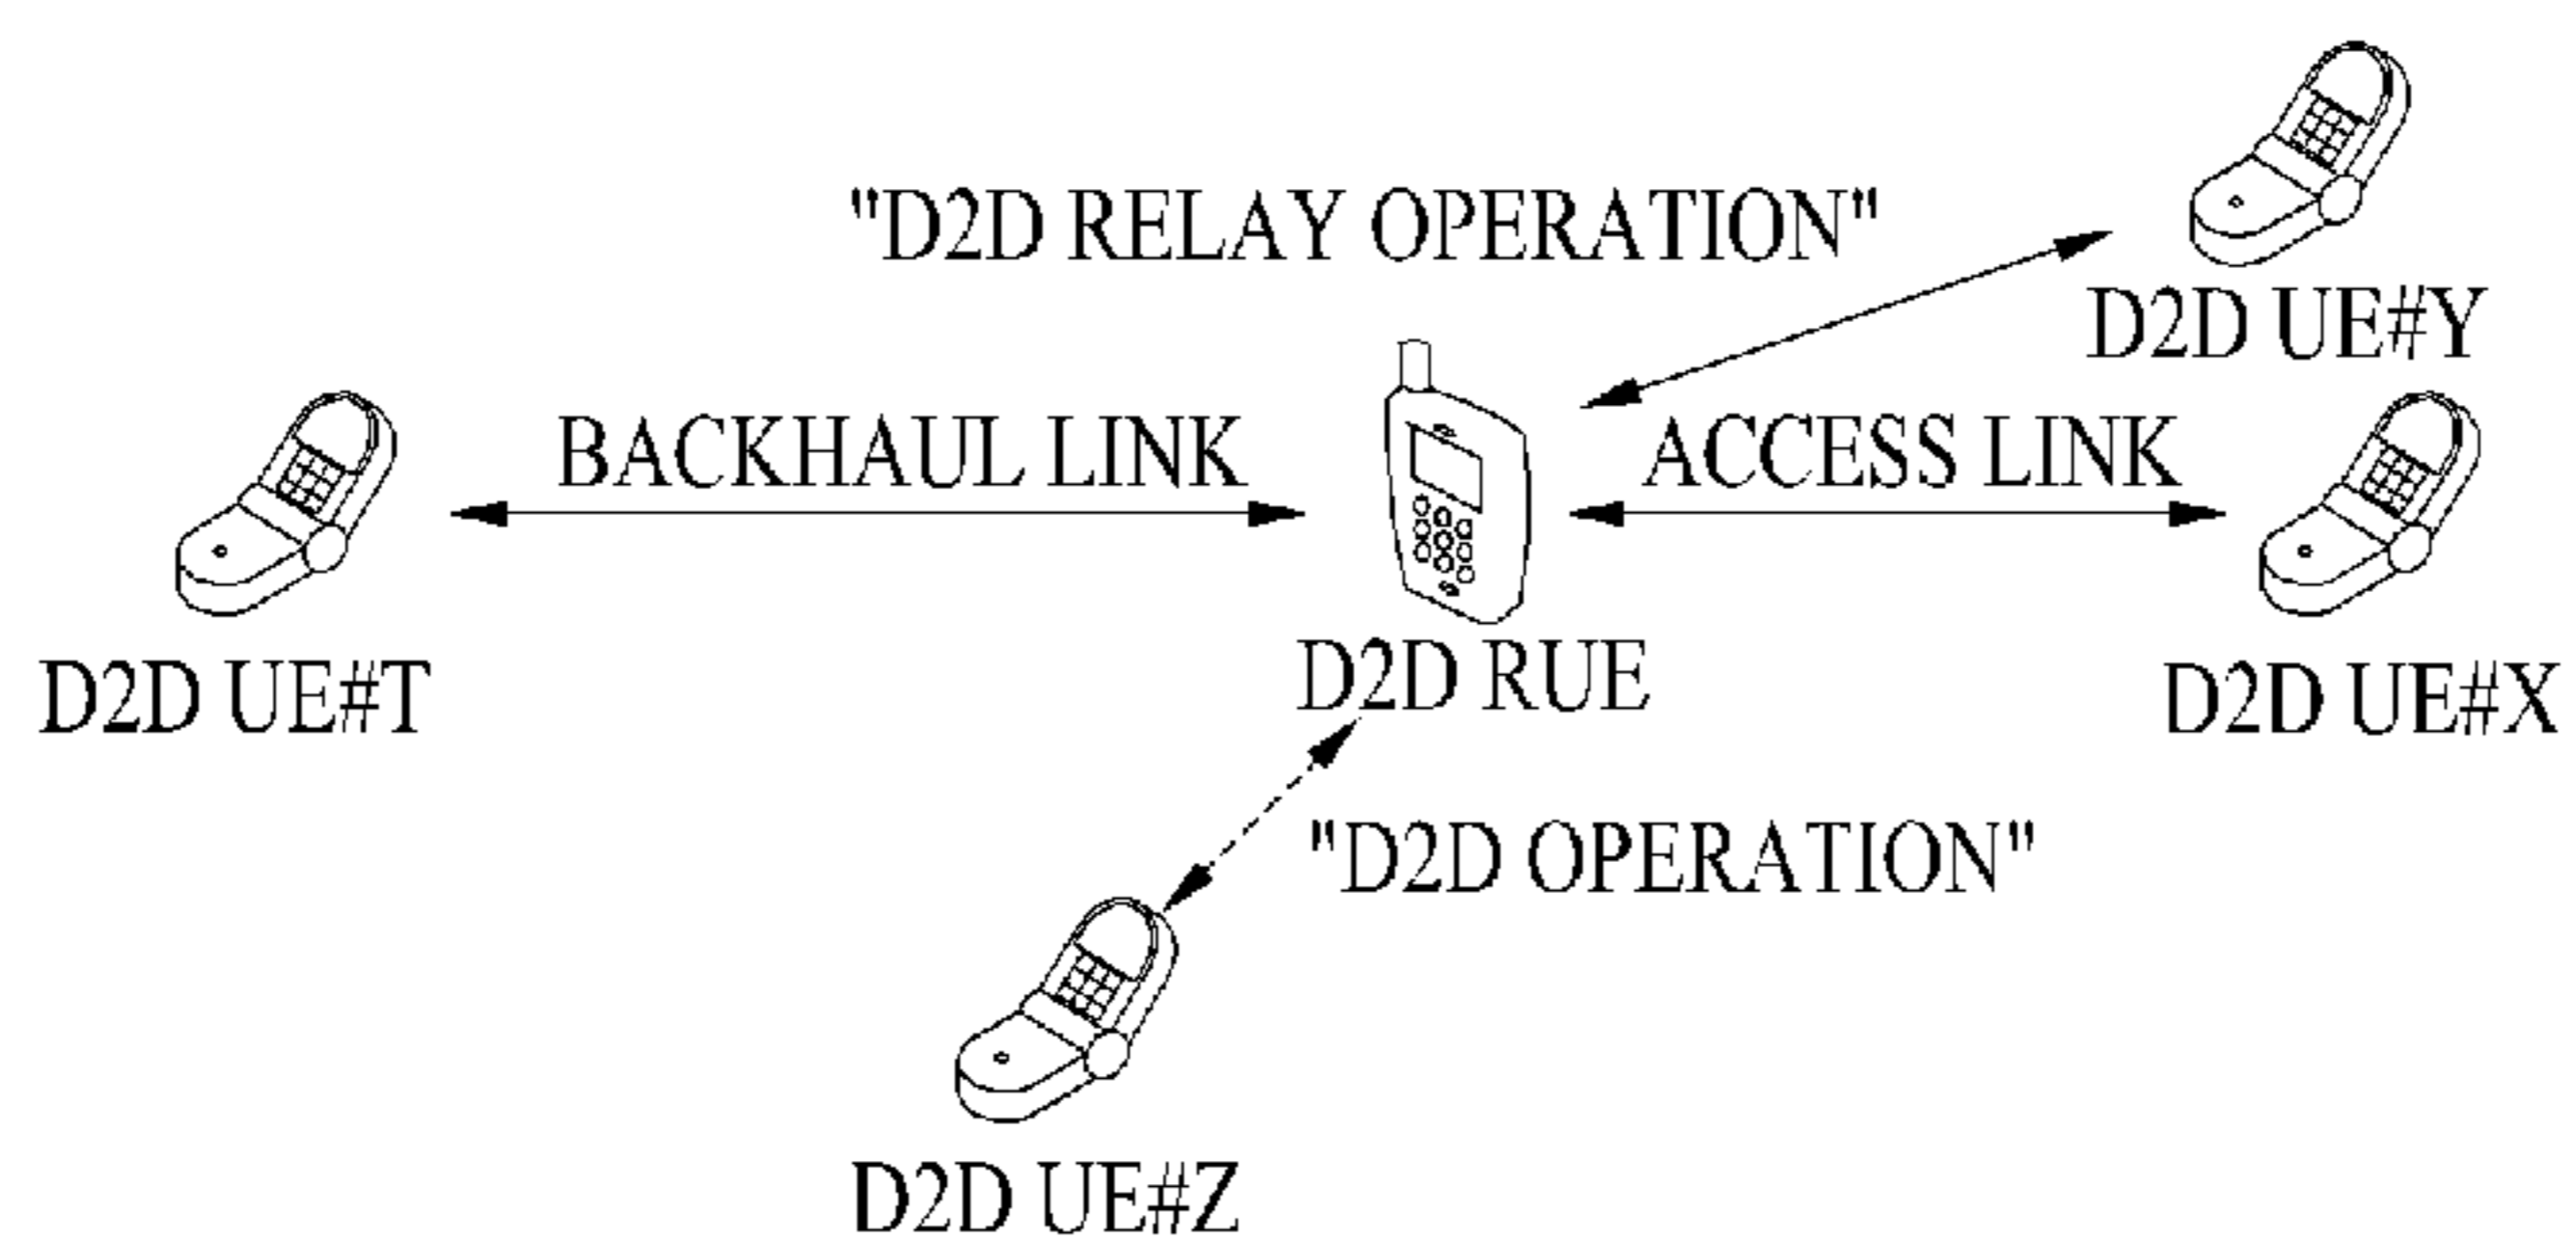 "D2D RELAY OPERATION"
D2D UE#Y
BACKHAUL LINK
ACCESS LINK
D2D UE#T
D2D RUE
D2D UE#X
"D2D OPERATION"
D2D UE#Z